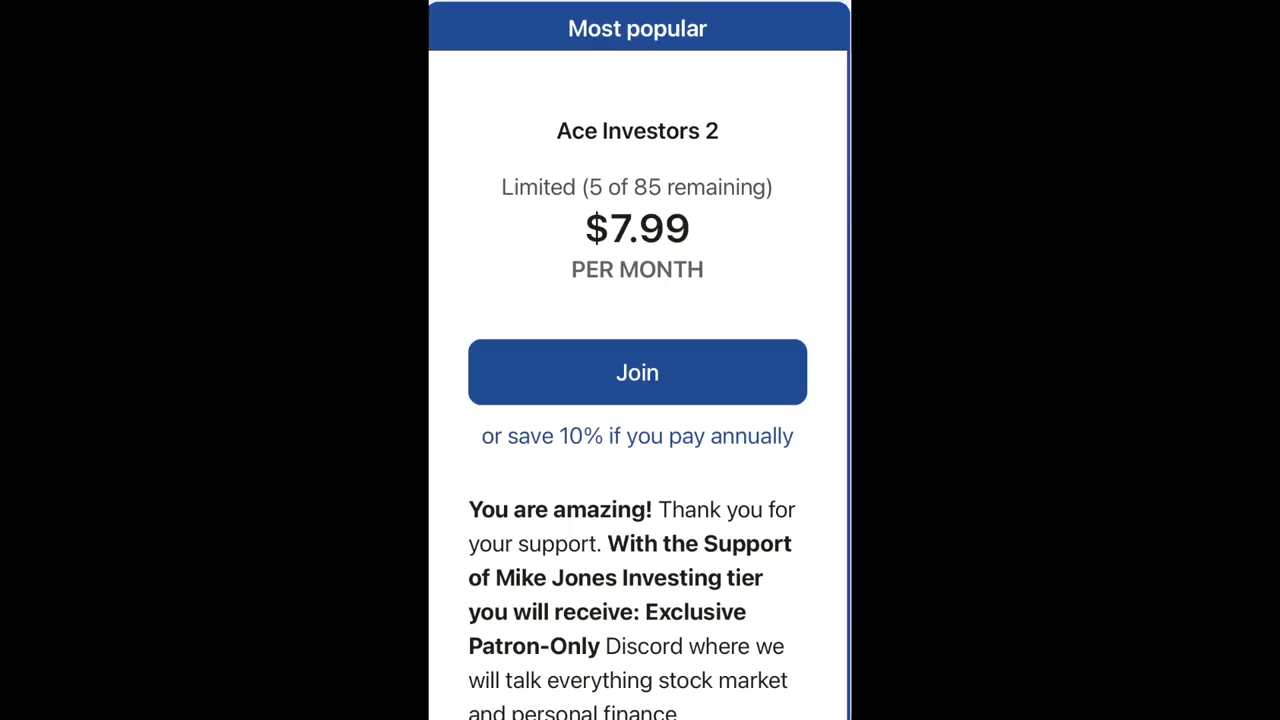 Most popular
Ace Investors 2
Limited (5 of 85 remaining)
$7.99
PER MONTH
Join
or save 10% if you pay annually
You are amazing! Thank you for
your support. With the Support
of Mike Jones Investing tier
you will receive: Exclusive
Patron-Only Discord where we
will talk everything stock market
and personal finance